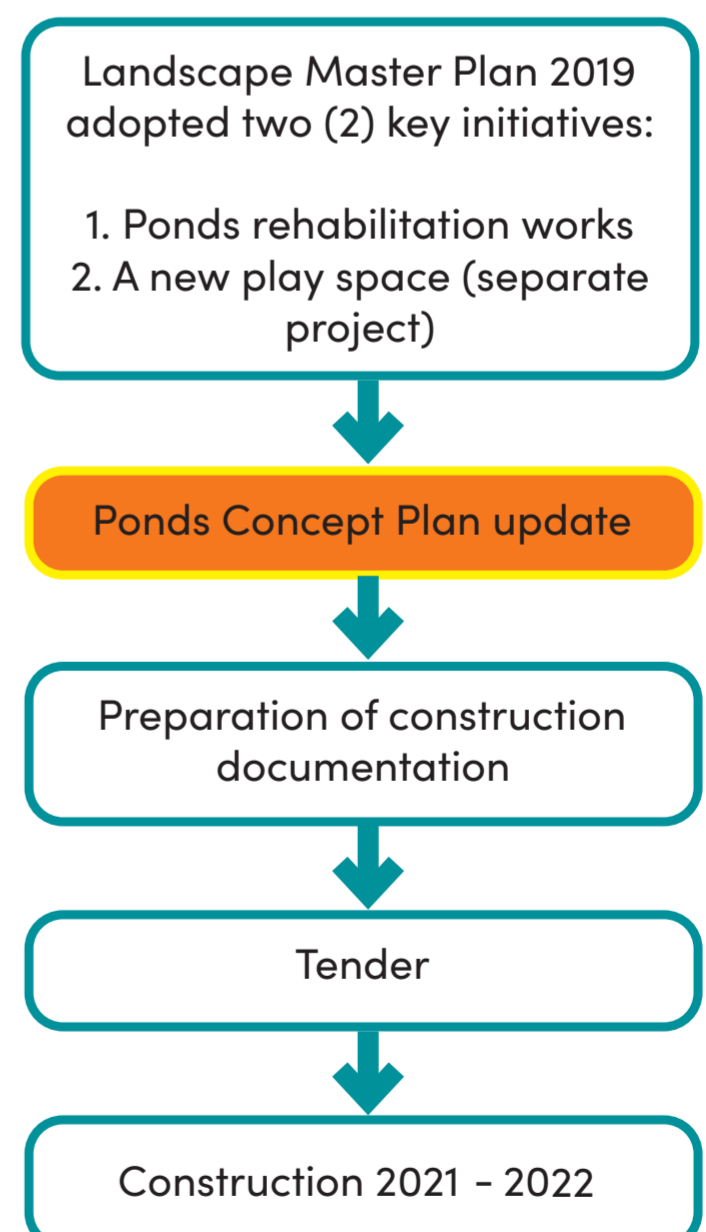 Landscape Master Plan 2019
adopted two (2) key initiatives:
1. Ponds rehabilitation works
2. A new play space (separate
project)
Ponds Concept Plan update
Preparation of construction
documentation
Tender
Construction 2021 - 2022